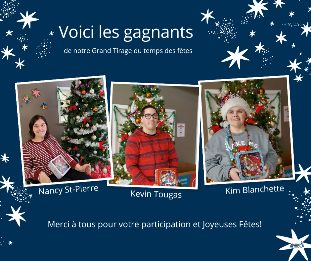 Voici les gagnants
de notre Grand Tirage du temps des fêtes
Nancy St-Pierre
Kevin Tougas
Kim Blanchette
Merci à tous pour votre participation et Joyeuses Fêtes!